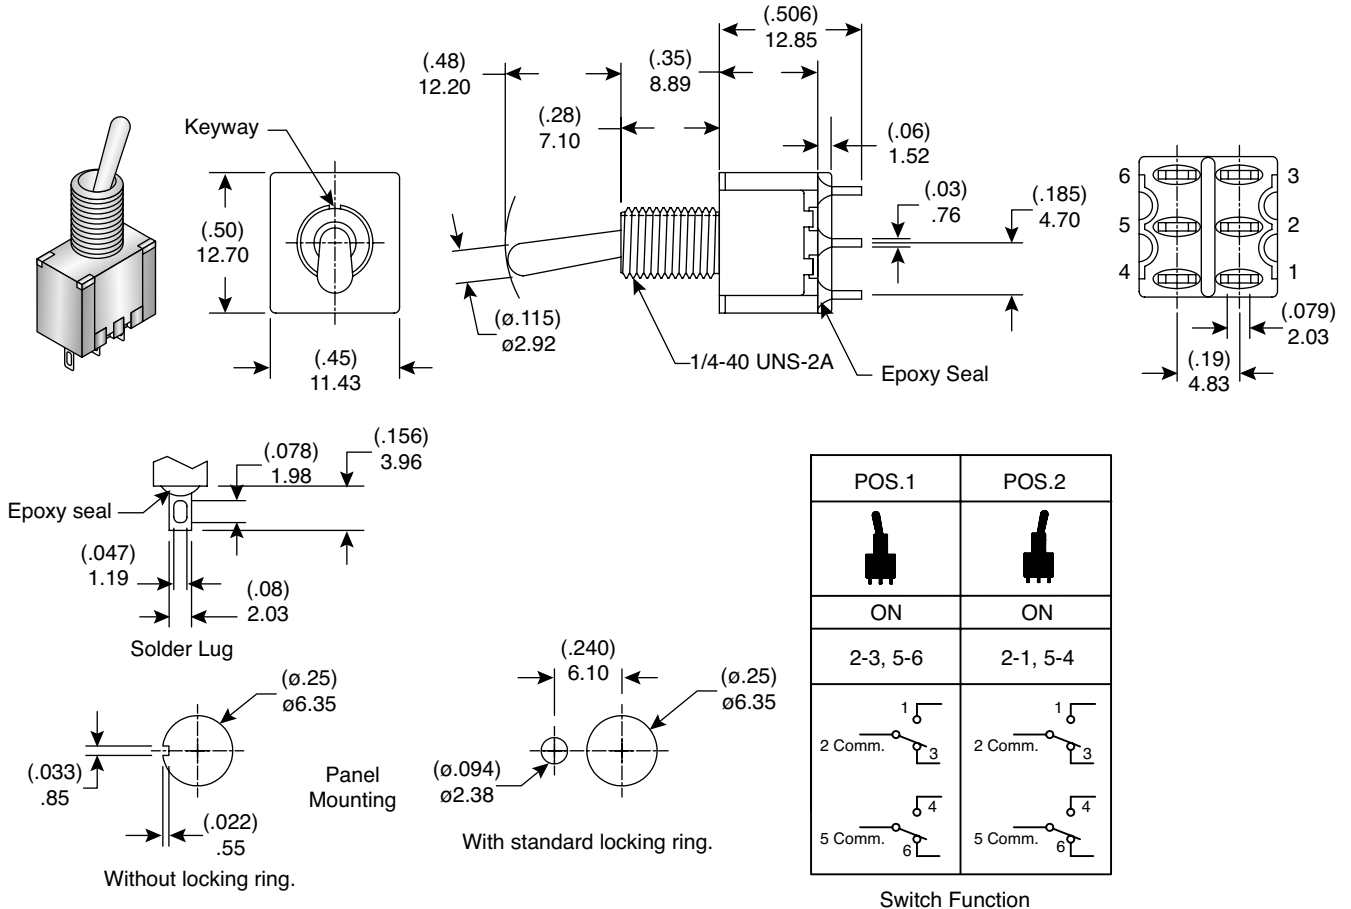 (.506)
12.85
(.48)
12.20
(.35)
8.89
(.28)
7.10
Keyway
(.06)
1.52
(.03)
.76
(.185)
4.70
(.50)
12.70
(.45)
11.43
(ø.115)
ø2.92
1/4-40 UNS-2A
Epoxy Seal
6
3
5
2
4
1
(.079)
2.03
(.19)
4.83
(.078)
1.98
(.156)
3.96
Epoxy seal
(.047)
1.19
(.08)
2.03
Solder Lug
(ø.25)
ø6.35
(.033)
.85
(.022)
.55
Without locking ring.
Panel
Mounting
(.240)
6.10
(ø.25)
ø6.35
(ø.094)
ø2.38
With standard locking ring.
POS.1
POS.2
ON
ON
2-3, 5-6
2-1, 5-4
1
2 Comm.
3
4
5 Comm.
6
1
2 Comm.
3
4
5 Comm.
6
Switch Function